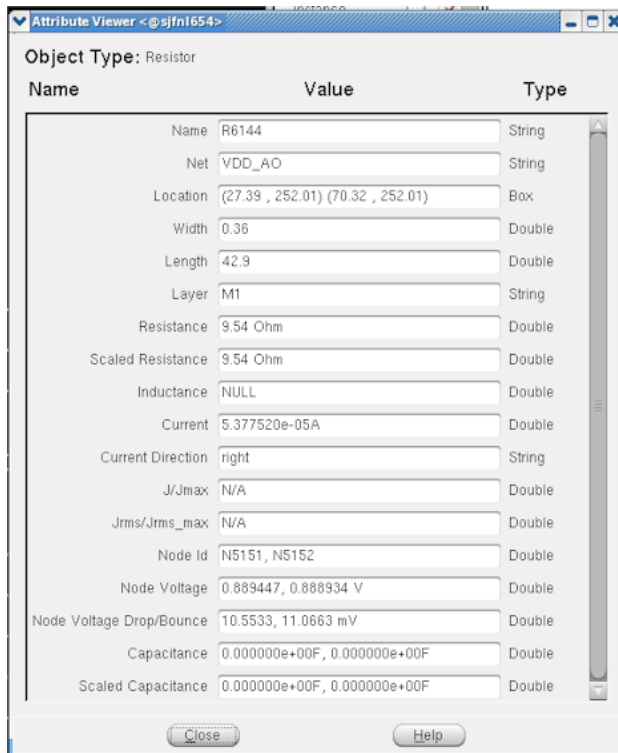 Attribute Viewer <@sjfnl654>
Object Type: Resistor
Name Value Type
Name R6144 String
Net VDD_AO String
Location (27.39 , 252.01) (70.32 , 252.01) Box
Width 0.36 Double
Length 42.9 Double
Layer M1 String
Resistance 9.54 Ohm Double
Scaled Resistance 9.54 Ohm Double
Inductance NULL Double
Current 5.377520e-05A Double
Current Direction right String
J/Jmax N/A Double
Jrms/Jrms_max N/A Double
Node Id N5151, N5152 Double
Node Voltage 0.889447, 0.888934 V Double
Node Voltage Drop/Bounce 10.5533, 11.0663 mV Double
Capacitance 0.000000e+00F, 0.000000e+00F Double
Scaled Capacitance 0.000000e+00F, 0.000000e+00F Double
Close Help